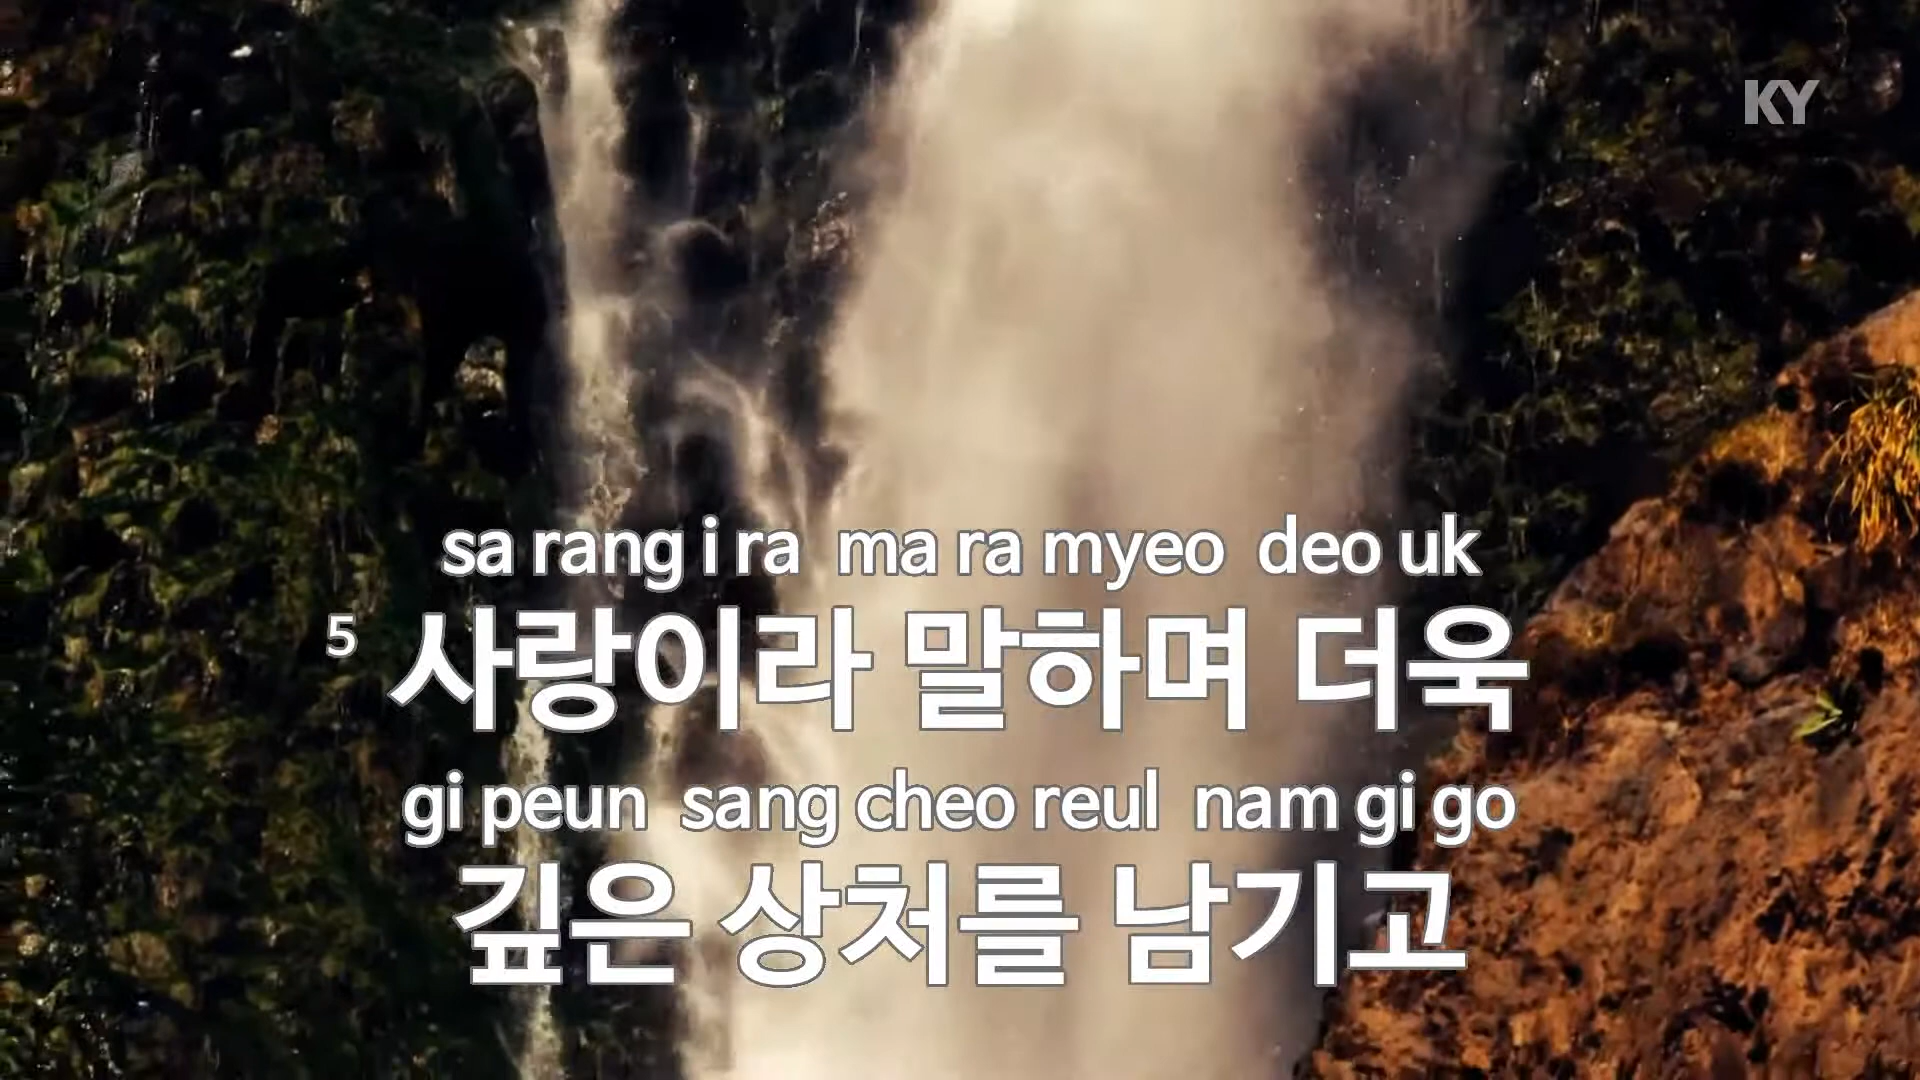 KY
sa rang i ra ma ra myeo deo uk
5 사랑이라 말하며 더욱
gi peun sang cheo reul nam gi go
깊은 상처를 남기고